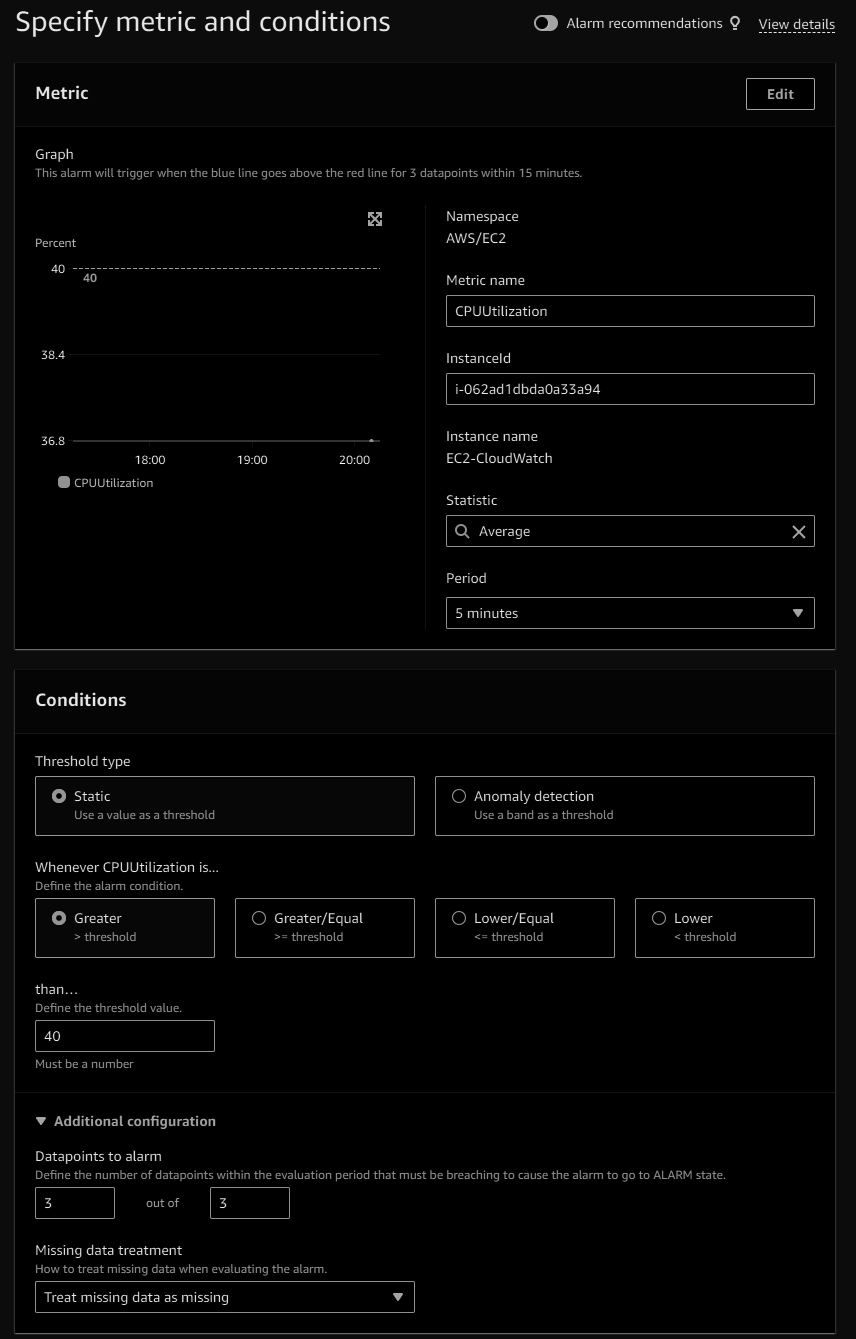 Specify metric and conditions
Alarm recommendations
View details
Metric
Edit
Graph
This alarm will trigger when the blue line goes above the red line for 3 datapoints within 15 minutes.
Percent
40
40
38.4
36.8
18:00
19:00
20:00
CPUUtilization
Namespace
AWS/EC2
Metric name
CPUUtilization
InstanceId
i-062ad1dbda0a33a94
Instance name
EC2-CloudWatch
Statistic
Average
Period
5 minutes
Conditions
Threshold type
Static
Use a value as a threshold
Anomaly detection
Use a band as a threshold
Whenever CPUUtilization is...
Define the alarm condition.
Greater
> threshold
Greater/Equal
>= threshold
Lower/Equal
<= threshold
Lower
< threshold
than...
Define the threshold value.
40
Must be a number
Additional configuration
Datapoints to alarm
Define the number of datapoints within the evaluation period that must be breaching to cause the alarm to go to ALARM state.
3 out of 3
Missing data treatment
How to treat missing data when evaluating the alarm.
Treat missing data as missing